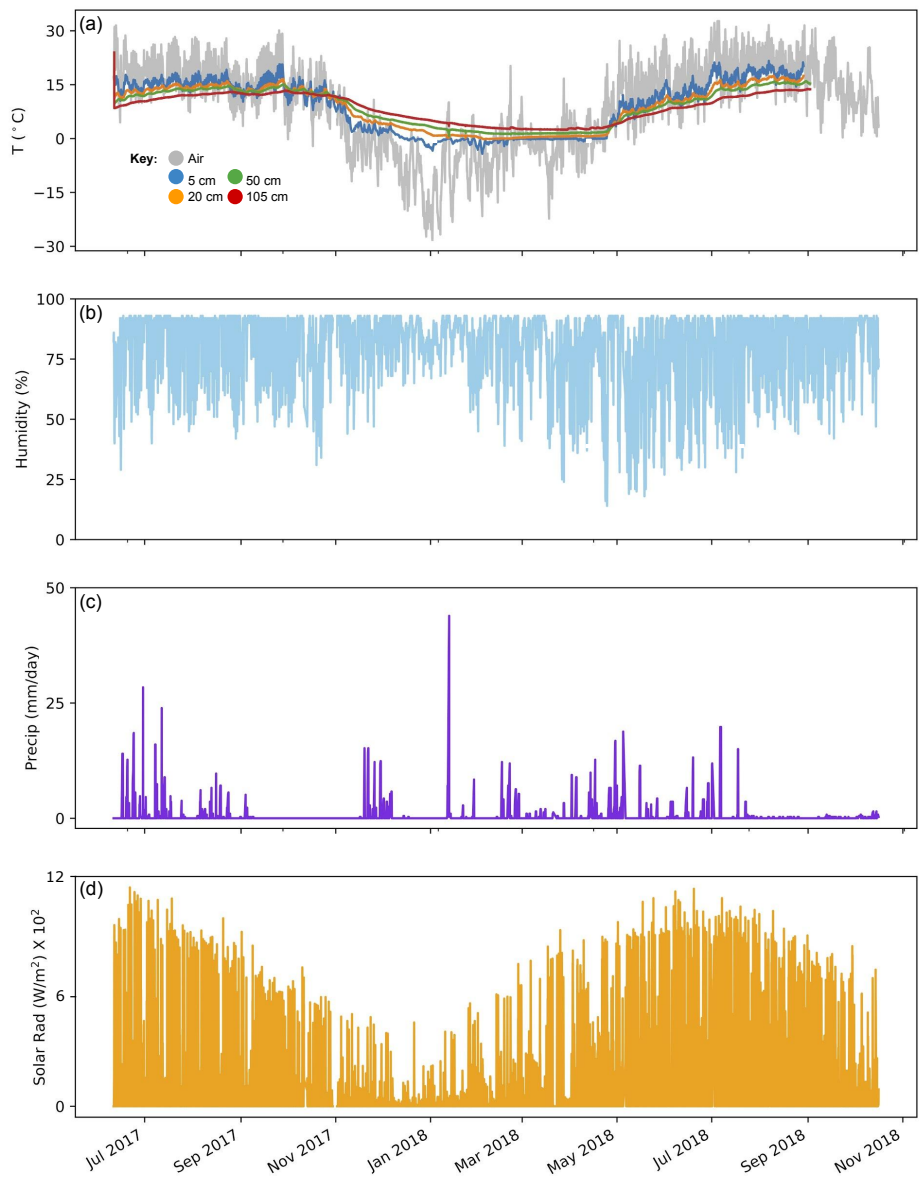 (a)
30
15
0
−15
−30
T (°C)
Key: Air
5 cm 50 cm
20 cm 105 cm
(b)
100
75
50
25
0
Humidity (%)
(c)
50
25
0
Precip (mm/day)
(d)
12
6
0
Solar Rad (W/m²) X 10²
Jul 2017 Sep 2017 Nov 2017 Jan 2018 Mar 2018 May 2018 Jul 2018 Sep 2018 Nov 2018